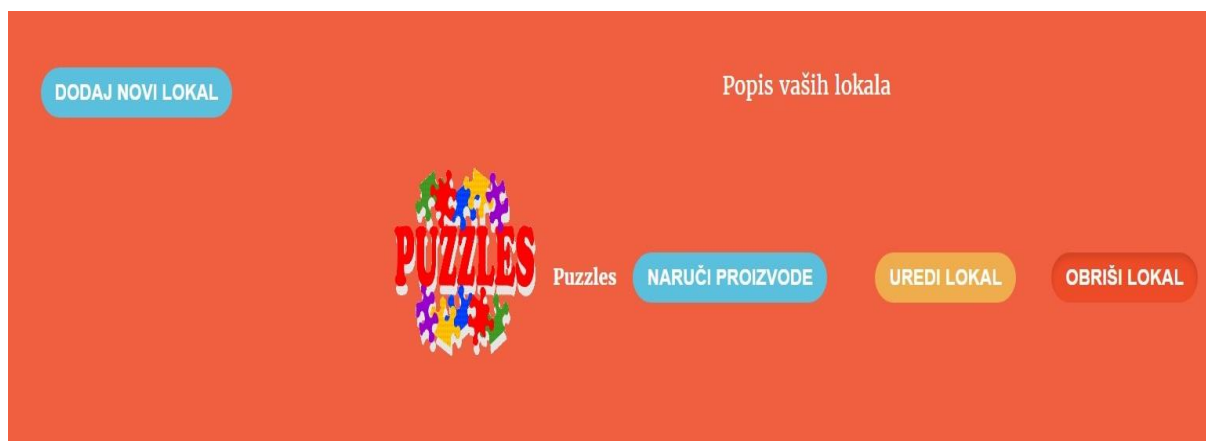 DODAJ NOVI LOKAL
Popis vaših lokala
PUZZLES
Puzzles
NARUČI PROIZVODE
UREDI LOKAL
OBRIŠI LOKAL